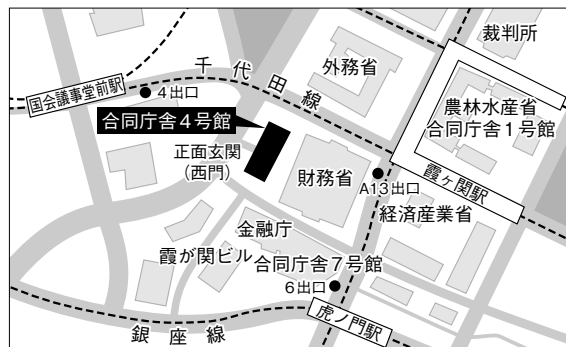 裁判所
外務省
千代田線
国会議事堂前駅
4出口
農林水産省
合同庁舎1号館
合同庁舎4号館
正面玄関
(西門)
財務省
A13出口
霞ヶ関駅
経済産業省
金融庁
霞が関ビル
合同庁舎7号館
6出口
虎ノ門駅
銀座線